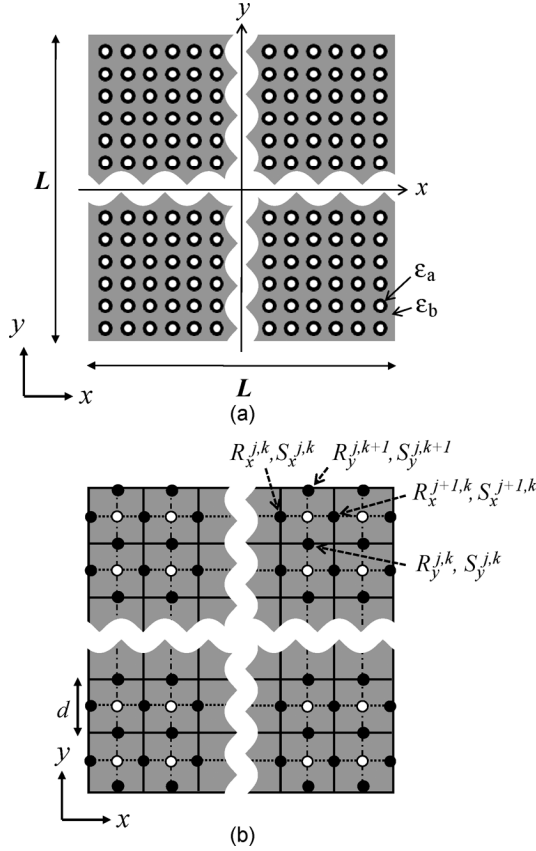 y
L
x
εa
εb
y
x
L
(a)
R_x^{j,k}, S_x^{j,k}
R_y^{j,k+1}, S_y^{j,k+1}
R_x^{j+1,k}, S_x^{j+1,k}
R_y^{j,k}, S_y^{j,k}
d
y
x
(b)